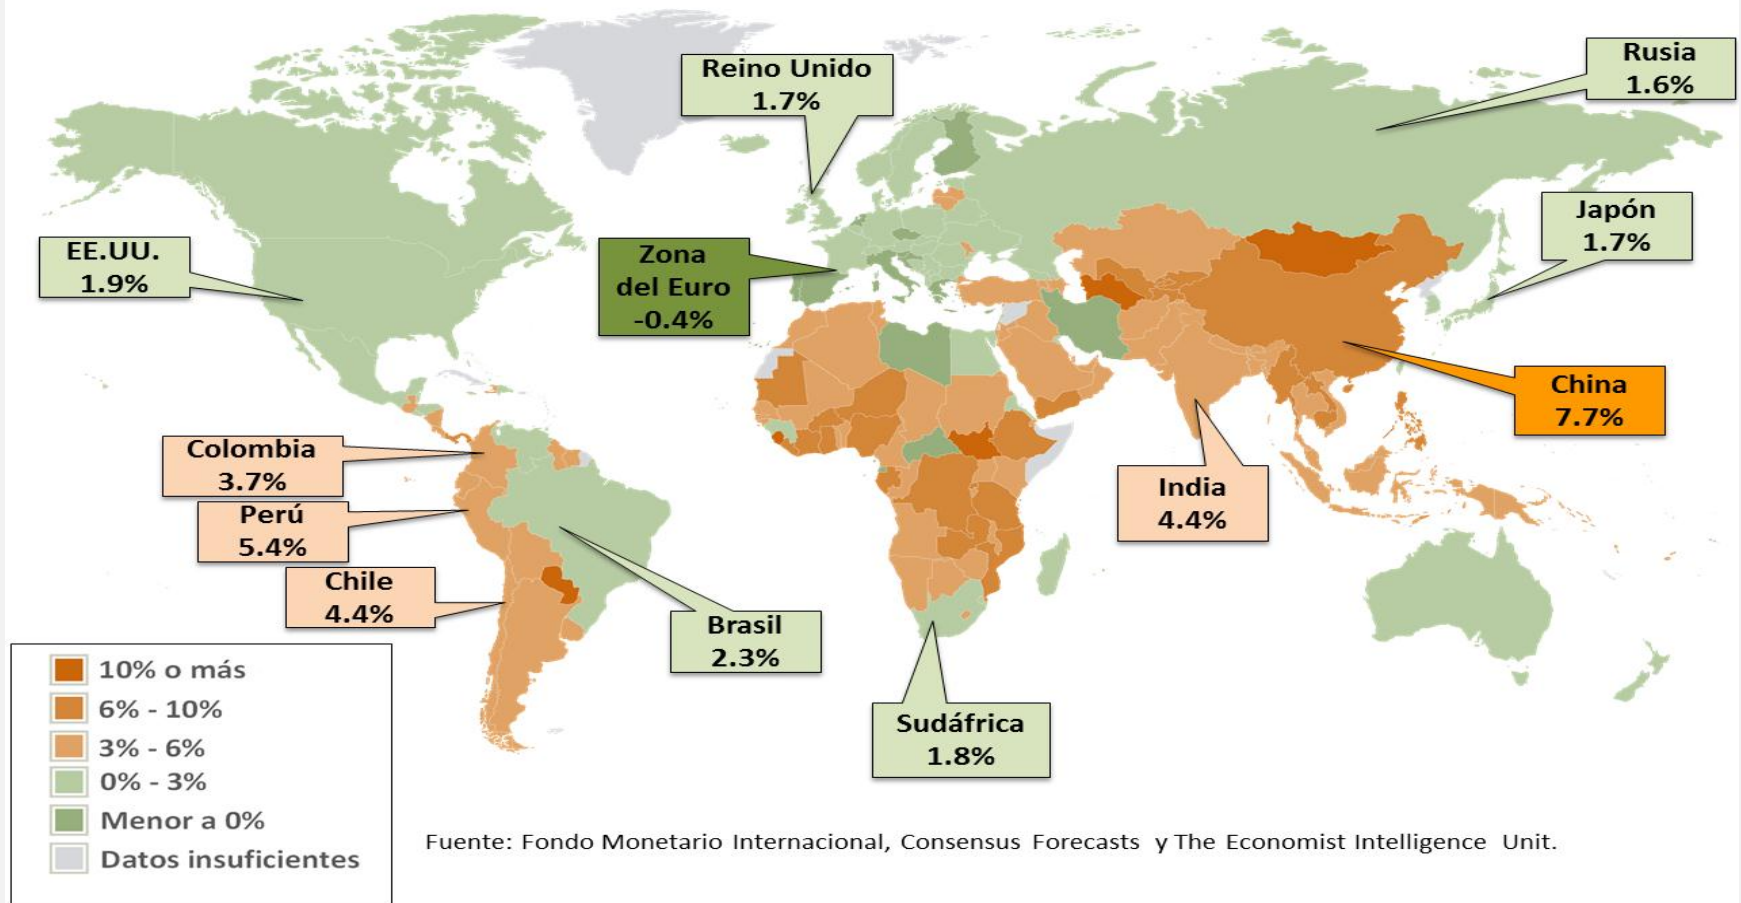 Reino Unido
1.7%
Rusia
1.6%
Japón
1.7%
EE.UU.
1.9%
Zona
del Euro
-0.4%
China
7.7%
Colombia
3.7%
India
4.4%
Perú
5.4%
Chile
4.4%
Brasil
2.3%
Sudáfrica
1.8%
10% o más
6% - 10%
3% - 6%
0% - 3%
Menor a 0%
Datos insuficientes
Fuente: Fondo Monetario Internacional, Consensus Forecasts y The Economist Intelligence Unit.